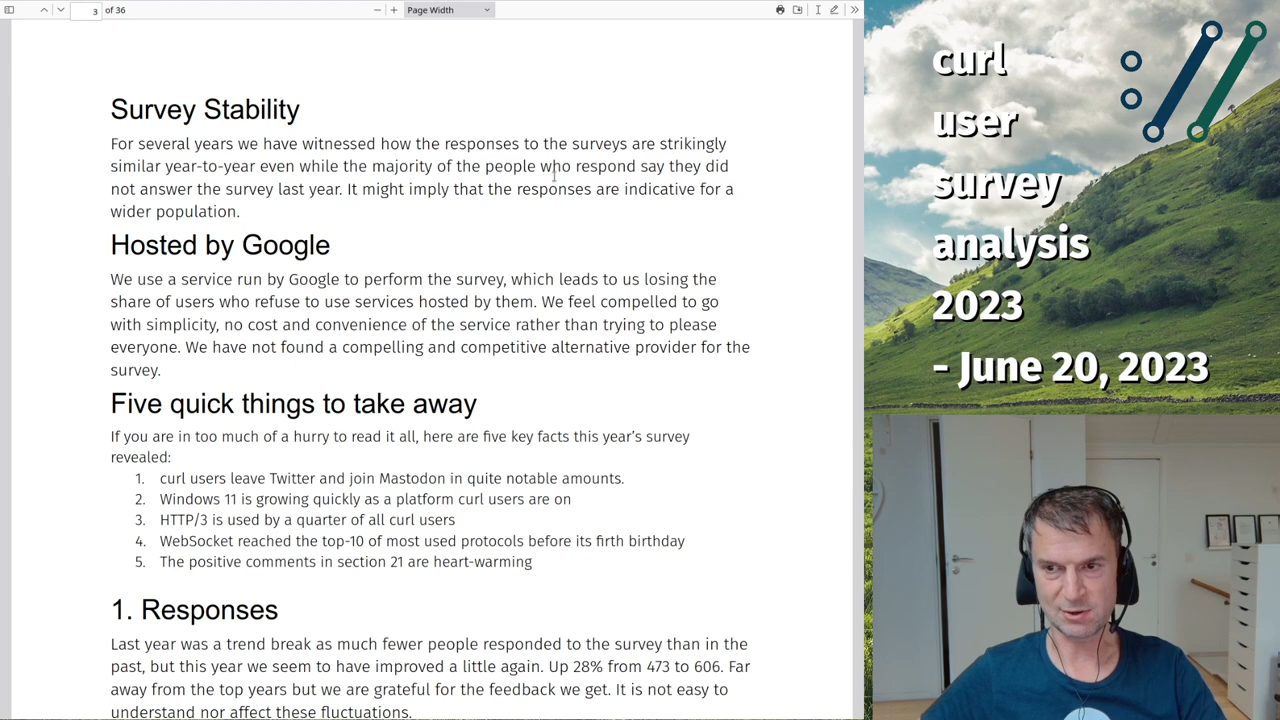 3 of 36
Page Width
Survey Stability
For several years we have witnessed how the responses to the surveys are strikingly
similar year-to-year even while the majority of the people who respond say they did
not answer the survey last year. It might imply that the responses are indicative for a
wider population.
Hosted by Google
We use a service run by Google to perform the survey, which leads to us losing the
share of users who refuse to use services hosted by them. We feel compelled to go
with simplicity, no cost and convenience of the service rather than trying to please
everyone. We have not found a compelling and competitive alternative provider for the
survey.
Five quick things to take away
If you are in too much of a hurry to read it all, here are five key facts this year’s survey
revealed:
1. curl users leave Twitter and join Mastodon in quite notable amounts.
2. Windows 11 is growing quickly as a platform curl users are on
3. HTTP/3 is used by a quarter of all curl users
4. WebSocket reached the top-10 of most used protocols before its firth birthday
5. The positive comments in section 21 are heart-warming
1. Responses
Last year was a trend break as much fewer people responded to the survey than in the
past, but this year we seem to have improved a little again. Up 28% from 473 to 606. Far
away from the top years but we are grateful for the feedback we get. It is not easy to
understand nor affect these fluctuations.
curl
user
survey
analysis
2023
- June 20, 2023